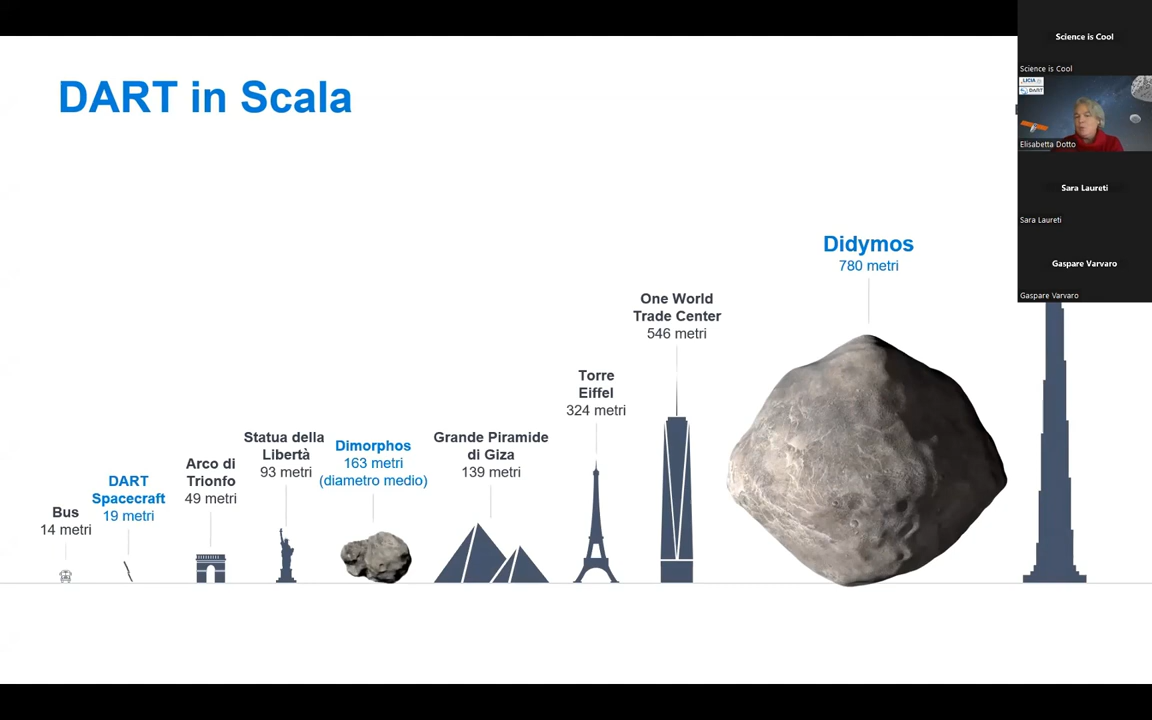 DART in Scala
Bus
14 metri
DART
Spacecraft
19 metri
Arco di
Trionfo
49 metri
Statua della
Libertà
93 metri
Dimorphos
163 metri
(diametro medio)
Grande Piramide
di Giza
139 metri
Torre
Eiffel
324 metri
One World
Trade Center
546 metri
Didymos
780 metri
Science is Cool
Science is Cool
LICIA
DART
Elisabetta Dotto
Sara Laureti
Sara Laureti
Gaspare Varvaro
Gaspare Varvaro